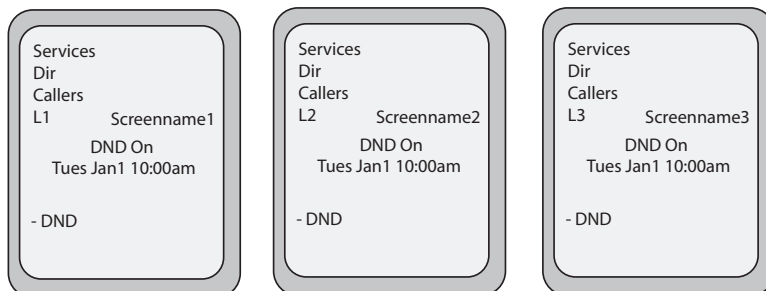 Services
Dir
Callers
L1 Screenname1
DND On
Tues Jan1 10:00am
- DND
Services
Dir
Callers
L2 Screenname2
DND On
Tues Jan1 10:00am
- DND
Services
Dir
Callers
L3 Screenname3
DND On
Tues Jan1 10:00am
- DND